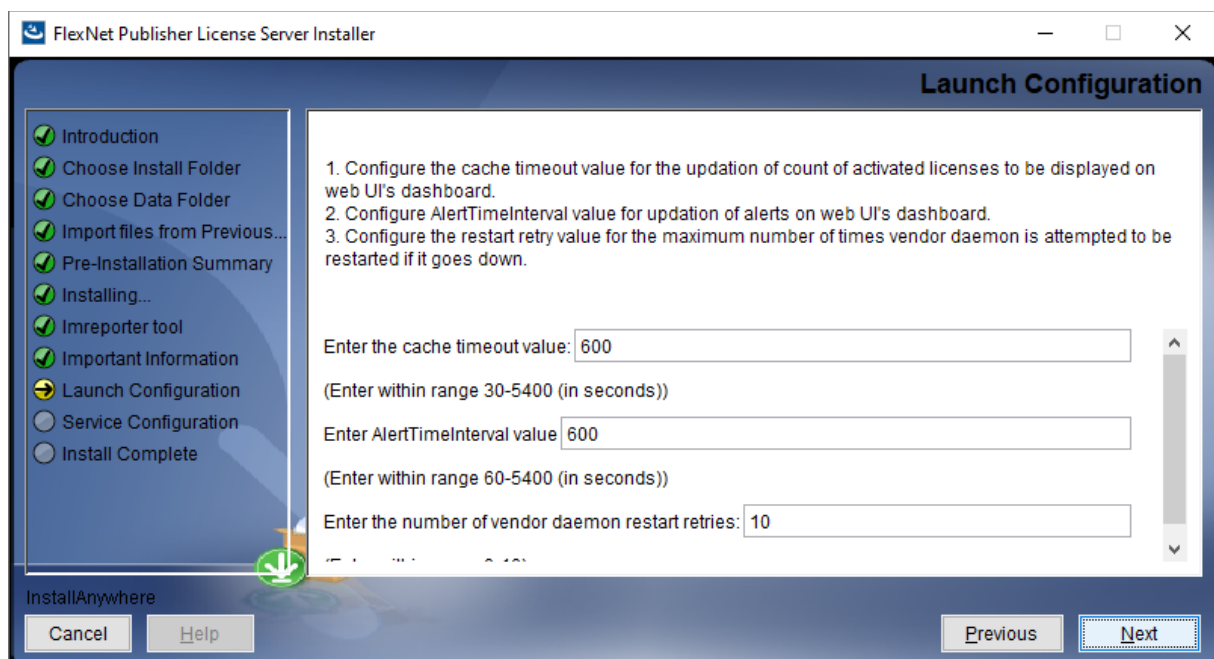 FlexNet Publisher License Server Installer
Launch Configuration
Introduction
Choose Install Folder
Choose Data Folder
Import files from Previous...
Pre-Installation Summary
Installing...
lmreporter tool
Important Information
Launch Configuration
Service Configuration
Install Complete
1. Configure the cache timeout value for the updation of count of activated licenses to be displayed on
web UI's dashboard.
2. Configure AlertTimeInterval value for updation of alerts on web UI's dashboard.
3. Configure the restart retry value for the maximum number of times vendor daemon is attempted to be
restarted if it goes down.
Enter the cache timeout value: 600
(Enter within range 30-5400 (in seconds))
Enter AlertTimeInterval value 600
(Enter within range 60-5400 (in seconds))
Enter the number of vendor daemon restart retries: 10
InstallAnywhere
Cancel Help Previous Next